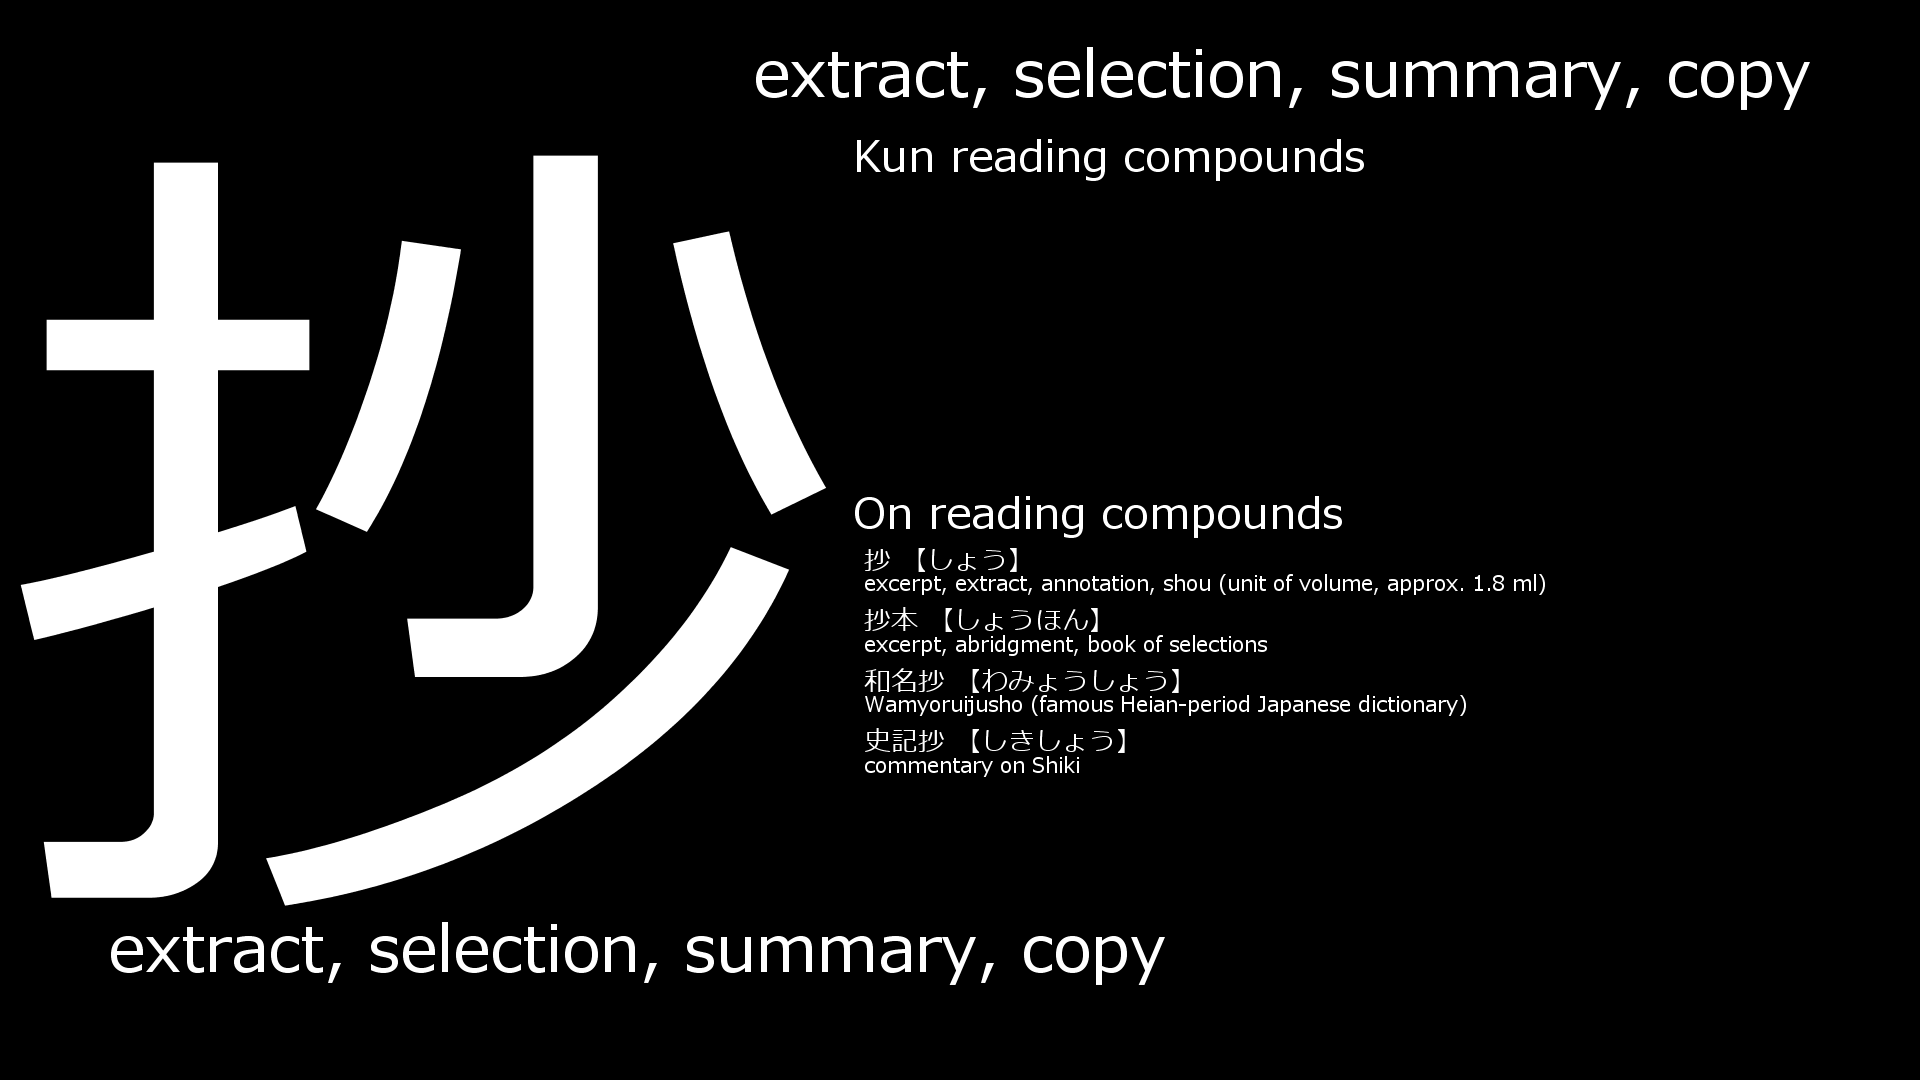 抄
extract, selection, summary, copy
Kun reading compounds
On reading compounds
抄 【しょう】
excerpt, extract, annotation, shou (unit of volume, approx. 1.8 ml)
抄本 【しょうほん】
excerpt, abridgment, book of selections
和名抄 【わみょうしょう】
Wamyoruijusho (famous Heian-period Japanese dictionary)
史記抄 【しきしょう】
commentary on Shiki
extract, selection, summary, copy